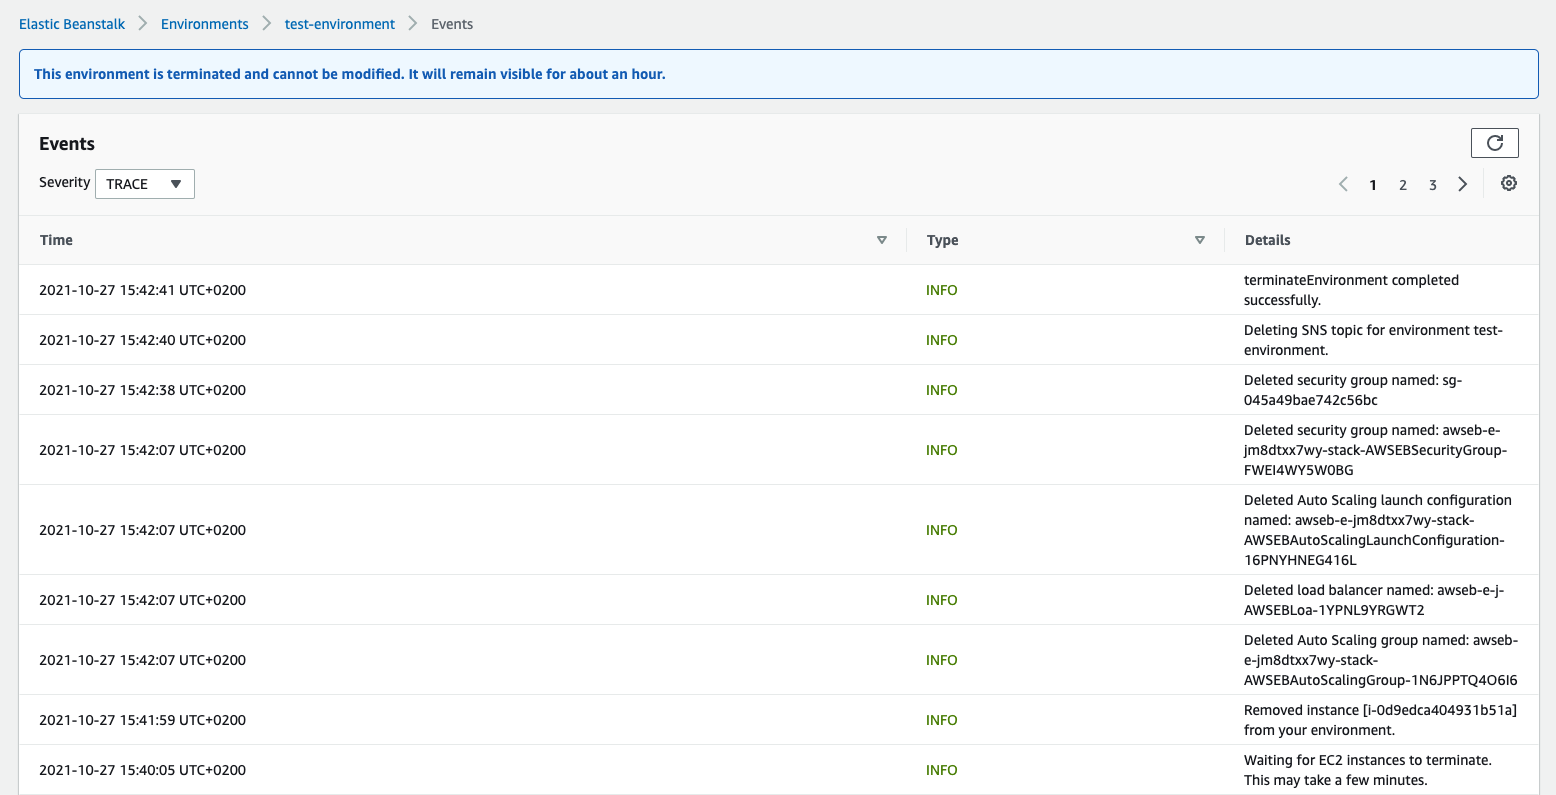 Elastic Beanstalk > Environments > test-environment > Events
This environment is terminated and cannot be modified. It will remain visible for about an hour.
Events
Severity TRACE
1 2 3
Time Type Details
2021-10-27 15:42:41 UTC+0200 INFO terminateEnvironment completed
successfully.
2021-10-27 15:42:40 UTC+0200 INFO Deleting SNS topic for environment test-
environment.
2021-10-27 15:42:38 UTC+0200 INFO Deleted security group named: sg-
045a49bae742c56bc
2021-10-27 15:42:07 UTC+0200 INFO Deleted security group named: awseb-e-
jm8dtxx7wy-stack-AWSEBSecurityGroup-
FWEI4WY5W0BG
2021-10-27 15:42:07 UTC+0200 INFO Deleted Auto Scaling launch configuration
named: awseb-e-jm8dtxx7wy-stack-
AWSEBAutoScalingLaunchConfiguration-
16PNYHNEG416L
2021-10-27 15:42:07 UTC+0200 INFO Deleted load balancer named: awseb-e-j-
AWSEBLoa-1YPNL9YRGWT2
2021-10-27 15:42:07 UTC+0200 INFO Deleted Auto Scaling group named: awseb-
e-jm8dtxx7wy-stack-
AWSEBAutoScalingGroup-1N6JPPTQ4O6I6
2021-10-27 15:41:59 UTC+0200 INFO Removed instance [i-0d9edca404931b51a]
from your environment.
2021-10-27 15:40:05 UTC+0200 INFO Waiting for EC2 instances to terminate.
This may take a few minutes.